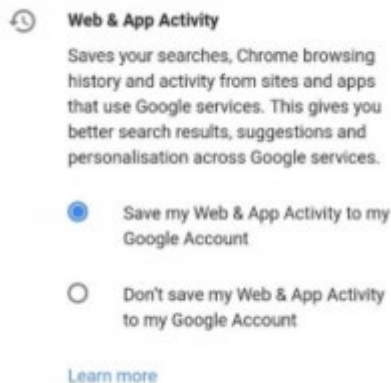 Web & App Activity
Saves your searches, Chrome browsing
history and activity from sites and apps
that use Google services. This gives you
better search results, suggestions and
personalisation across Google services.
Save my Web & App Activity to my
Google Account
Don't save my Web & App Activity
to my Google Account
Learn more